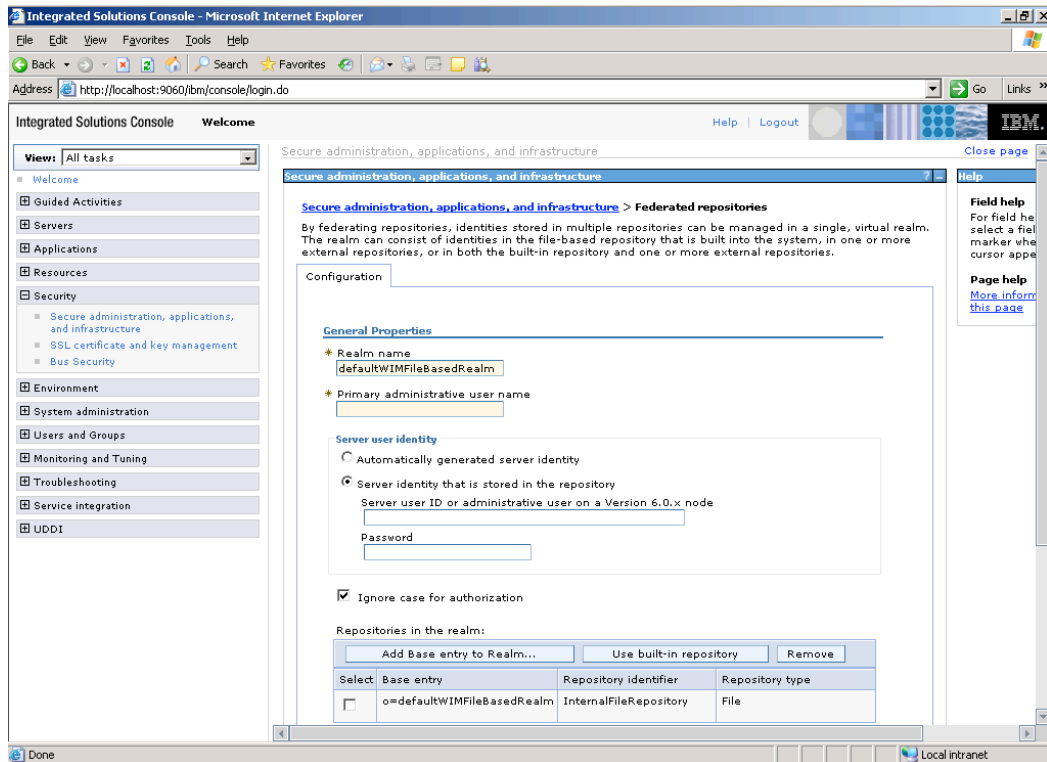 Integrated Solutions Console - Microsoft Internet Explorer
File Edit View Favorites Tools Help
Back Search Favorites
Address http://localhost:9060/ibm/console/login.do Go Links »
Integrated Solutions Console Welcome Help | Logout IBM.
View: All tasks
Welcome
Guided Activities
Servers
Applications
Resources
Security
Secure administration, applications,
and infrastructure
SSL certificate and key management
Bus Security
Environment
System administration
Users and Groups
Monitoring and Tuning
Troubleshooting
Service integration
UDDI
Secure administration, applications, and infrastructure Close page
Secure administration, applications, and infrastructure ? –
Secure administration, applications, and infrastructure > Federated repositories
By federating repositories, identities stored in multiple repositories can be managed in a single, virtual realm.
The realm can consist of identities in the file-based repository that is built into the system, in one or more
external repositories, or in both the built-in repository and one or more external repositories.
Configuration
General Properties
* Realm name
defaultWIMFileBasedRealm
* Primary administrative user name
Server user identity
Automatically generated server identity
Server identity that is stored in the repository
Server user ID or administrative user on a Version 6.0.x node
Password
Ignore case for authorization
Repositories in the realm:
Add Base entry to Realm... Use built-in repository Remove
Select Base entry Repository identifier Repository type
o=defaultWIMFileBasedRealm InternalFileRepository File
Help
Field help
For field he
select a fiel
marker whe
cursor appe
Page help
More inform
this page
Done Local intranet